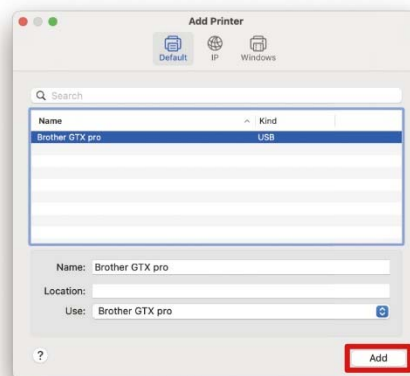 Add Printer
Default IP Windows
Search
Name Kind
Brother GTX pro USB
Name: Brother GTX pro
Location:
Use: Brother GTX pro
? Add